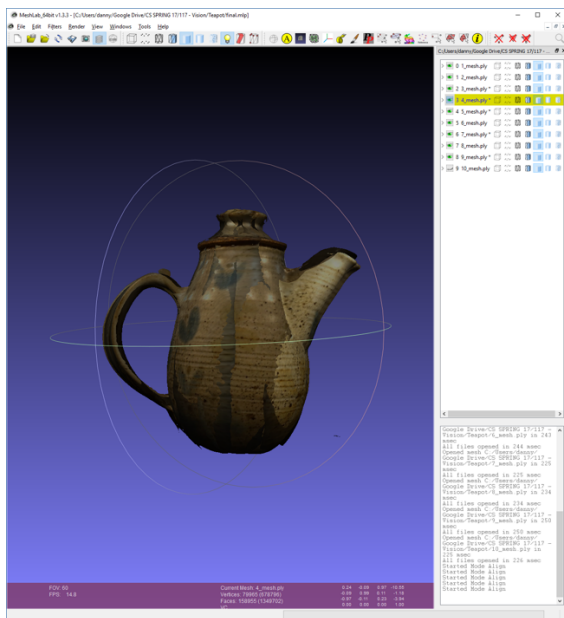 MeshLab_64bit v1.3.3 - [C:/Users/danny/Google Drive/CS SPRING 17/117 - Vision/Teapot/final.mlp]
File Edit Filters Render View Windows Tools Help
C:/Users/danny/Google Drive/CS SPRING 17/117 - ...
0 1_mesh.ply
1 2_mesh.ply
2 3_mesh.ply *
3 4_mesh.ply *
4 5_mesh.ply *
5 6_mesh.ply *
6 7_mesh.ply *
7 8_mesh.ply
8 9_mesh.ply *
9 10_mesh.ply
Google Drive/CS SPRING 17/117 -
Vision/Teapot/6_mesh.ply in 243
msec
All files opened in 244 msec
Opened mesh C:/Users/danny/
Google Drive/CS SPRING 17/117 -
Vision/Teapot/7_mesh.ply in 225
msec
All files opened in 225 msec
Opened mesh C:/Users/danny/
Google Drive/CS SPRING 17/117 -
Vision/Teapot/8_mesh.ply in 234
msec
All files opened in 234 msec
Opened mesh C:/Users/danny/
Google Drive/CS SPRING 17/117 -
Vision/Teapot/9_mesh.ply in 250
msec
All files opened in 250 msec
Opened mesh C:/Users/danny/
Google Drive/CS SPRING 17/117 -
Vision/Teapot/10_mesh.ply in
225 msec
All files opened in 226 msec
Started Mode Align
Started Mode Align
Started Mode Align
Started Mode Align
Started Mode Align
FOV: 60
FPS: 14.8
Current Mesh: 4_mesh.ply
Vertices: 79965
Faces: 158855 (1349702)
VC